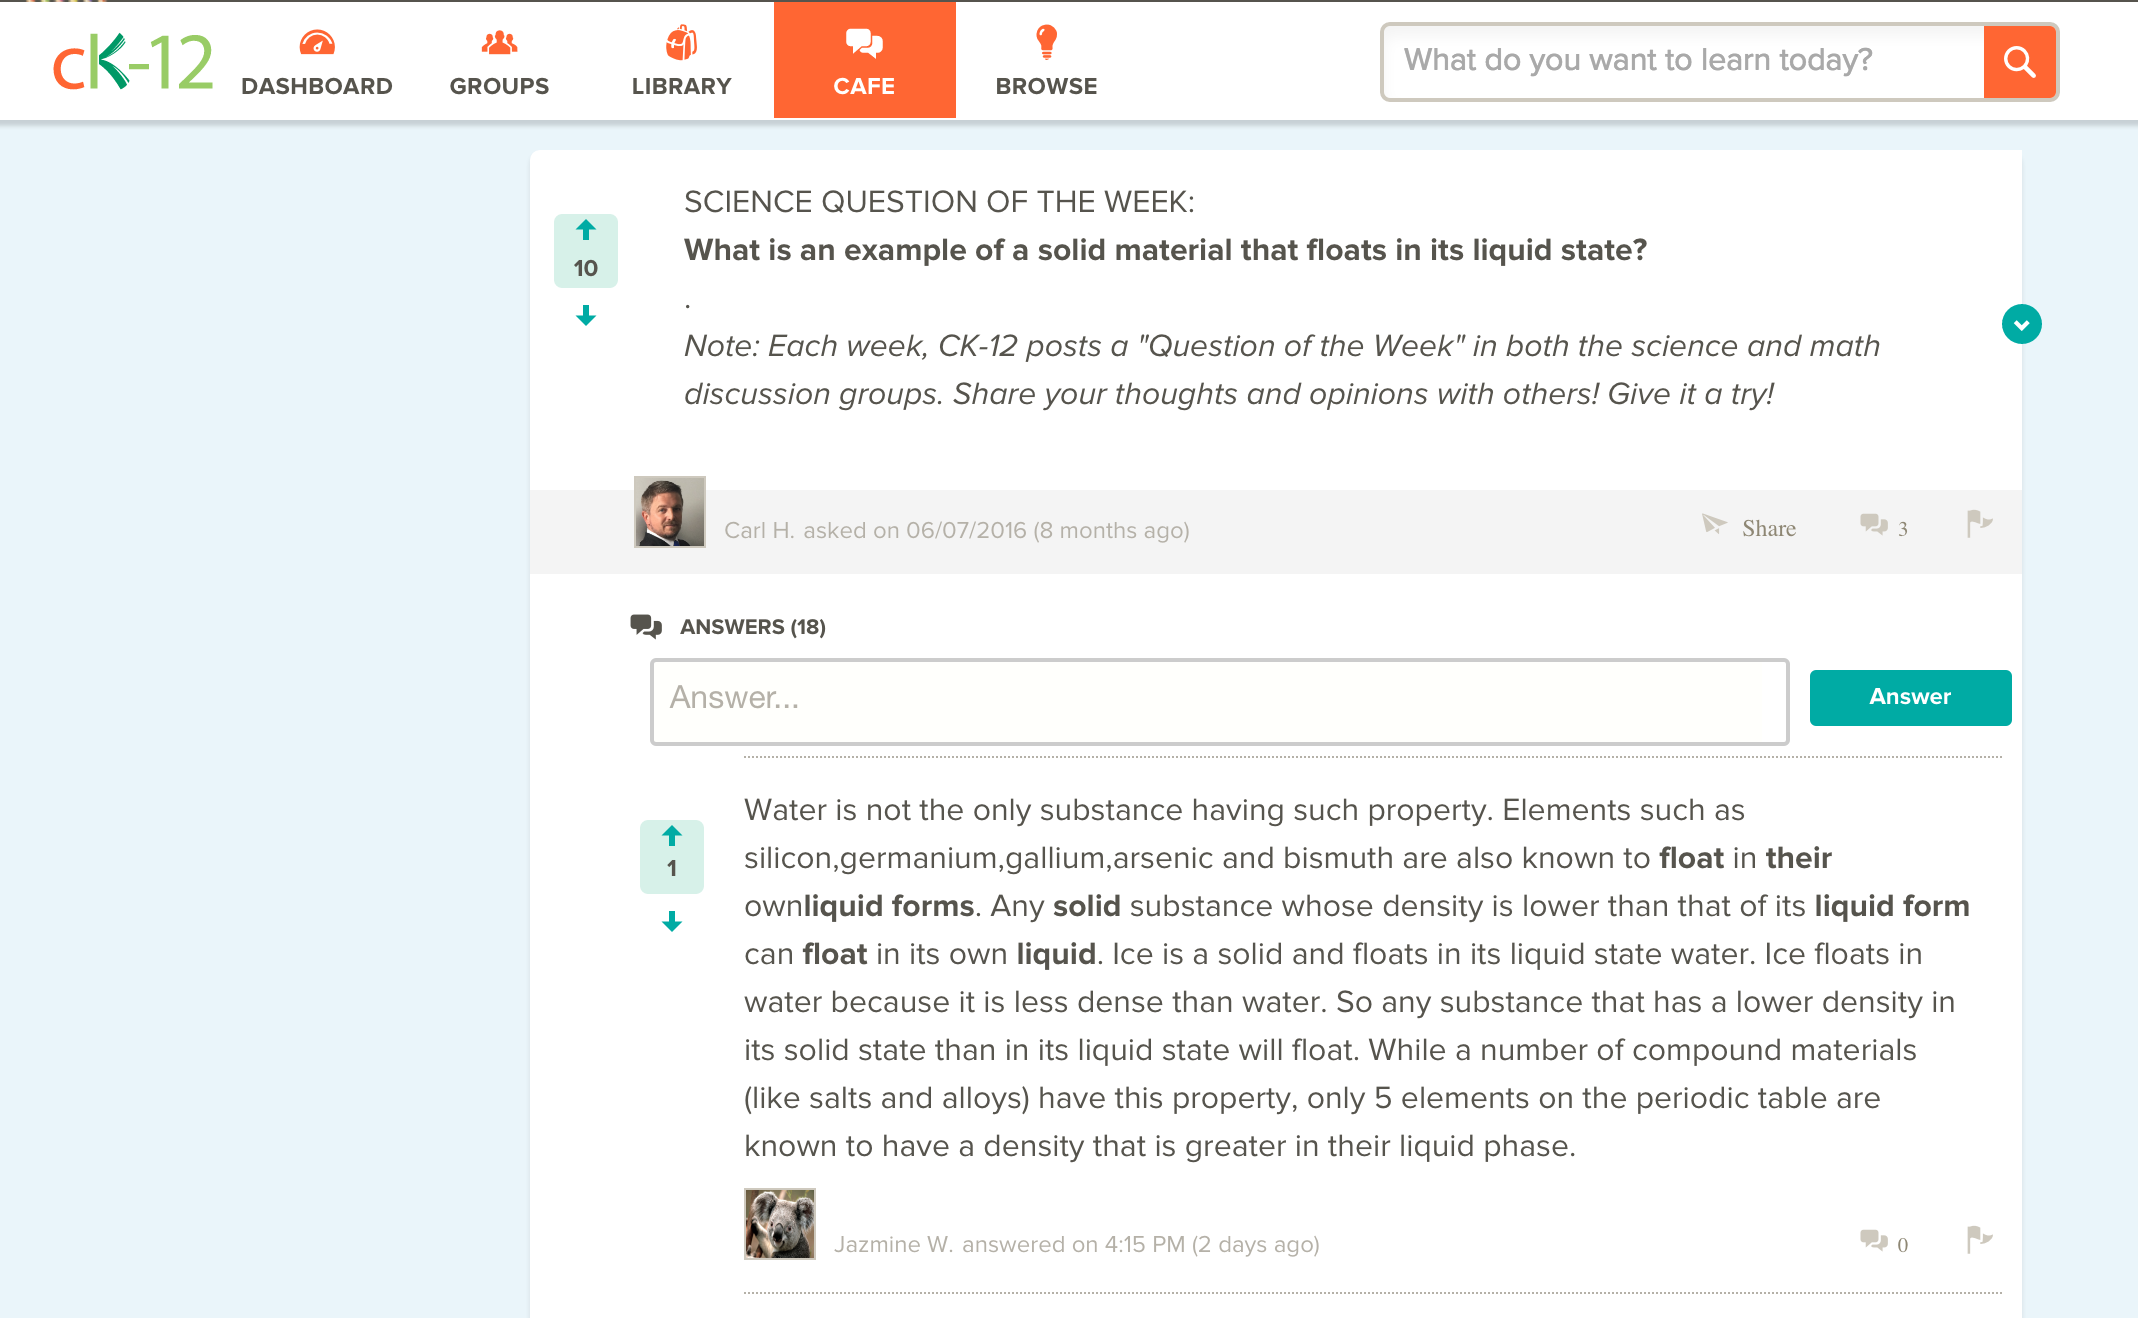 cK-12
DASHBOARD
GROUPS
LIBRARY
CAFE
BROWSE
What do you want to learn today?
SCIENCE QUESTION OF THE WEEK:
What is an example of a solid material that floats in its liquid state?
.
10
Note: Each week, CK-12 posts a "Question of the Week" in both the science and math
discussion groups. Share your thoughts and opinions with others! Give it a try!
Carl H. asked on 06/07/2016 (8 months ago)
Share
3
ANSWERS (18)
Answer...
Answer
Water is not the only substance having such property. Elements such as
silicon,germanium,gallium,arsenic and bismuth are also known to float in their
ownliquid forms. Any solid substance whose density is lower than that of its liquid form
can float in its own liquid. Ice is a solid and floats in its liquid state water. Ice floats in
water because it is less dense than water. So any substance that has a lower density in
its solid state than in its liquid state will float. While a number of compound materials
(like salts and alloys) have this property, only 5 elements on the periodic table are
known to have a density that is greater in their liquid phase.
1
Jazmine W. answered on 4:15 PM (2 days ago)
0